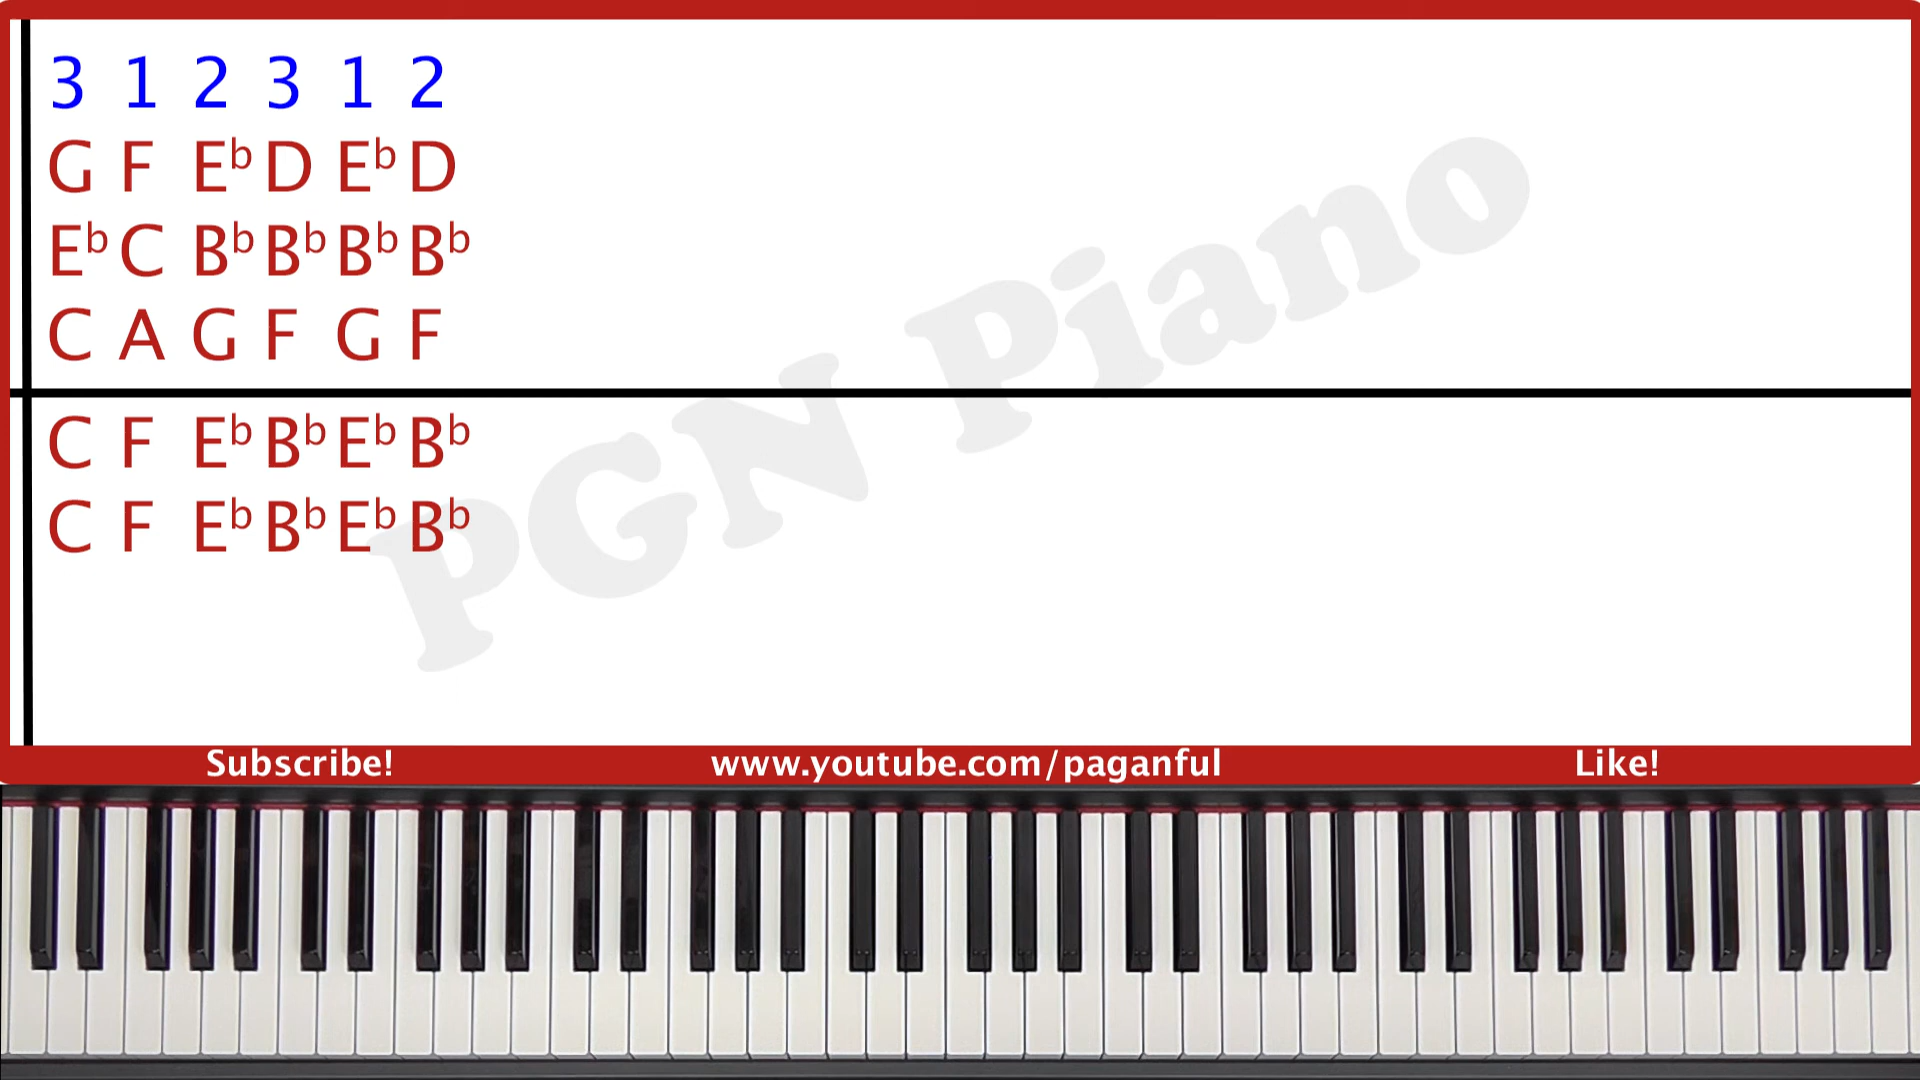 3 1 2 3 1 2
G F E♭ D E♭ D
E♭ C B♭ B♭ B♭ B♭
C A G F G F
C F E♭ B♭ E♭ B♭
C F E♭ B♭ E♭ B♭
PGN Piano
Subscribe! www.youtube.com/paganful Like!